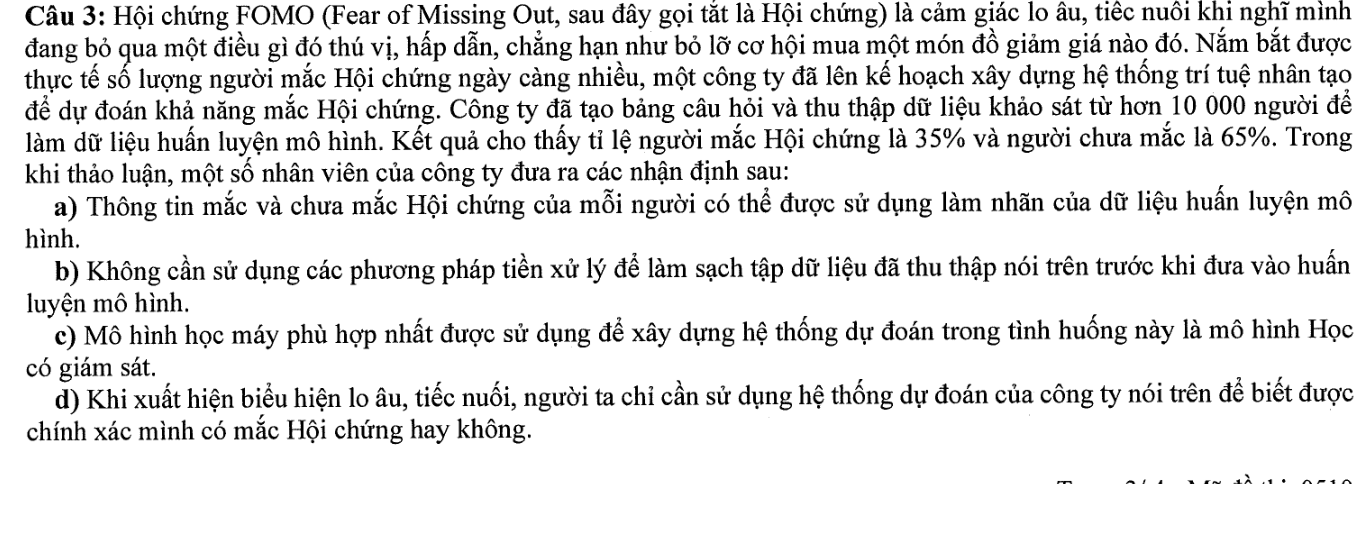 Câu 3: Hội chứng FOMO (Fear of Missing Out, sau đây gọi tắt là Hội chứng) là cảm giác lo âu, tiếc nuối khi nghĩ mình
đang bỏ qua một điều gì đó thú vị, hấp dẫn, chẳng hạn như bỏ lỡ cơ hội mua một món đồ giảm giá nào đó. Nắm bắt được
thực tế số lượng người mắc Hội chứng ngày càng nhiều, một công ty đã lên kế hoạch xây dựng hệ thống trí tuệ nhân tạo
để dự đoán khả năng mắc Hội chứng. Công ty đã tạo bảng câu hỏi và thu thập dữ liệu khảo sát từ hơn 10 000 người để
làm dữ liệu huấn luyện mô hình. Kết quả cho thấy tỉ lệ người mắc Hội chứng là 35% và người chưa mắc là 65%. Trong
khi thảo luận, một số nhân viên của công ty đưa ra các nhận định sau:
a) Thông tin mắc và chưa mắc Hội chứng của mỗi người có thể được sử dụng làm nhãn của dữ liệu huấn luyện mô
hình.
b) Không cần sử dụng các phương pháp tiền xử lý để làm sạch tập dữ liệu đã thu thập nói trên trước khi đưa vào huấn
luyện mô hình.
c) Mô hình học máy phù hợp nhất được sử dụng để xây dựng hệ thống dự đoán trong tình huống này là mô hình Học
có giám sát.
d) Khi xuất hiện biểu hiện lo âu, tiếc nuối, người ta chỉ cần sử dụng hệ thống dự đoán của công ty nói trên để biết được
chính xác mình có mắc Hội chứng hay không.